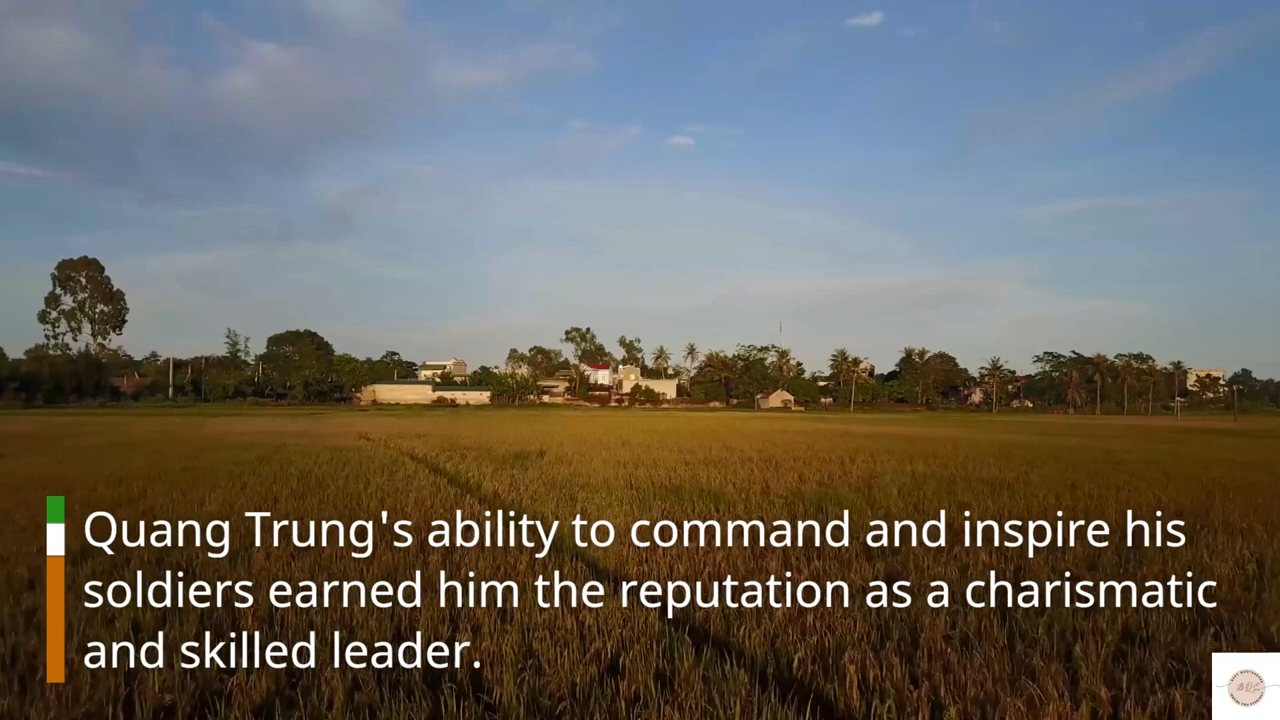 Quang Trung's ability to command and inspire his
soldiers earned him the reputation as a charismatic
and skilled leader.